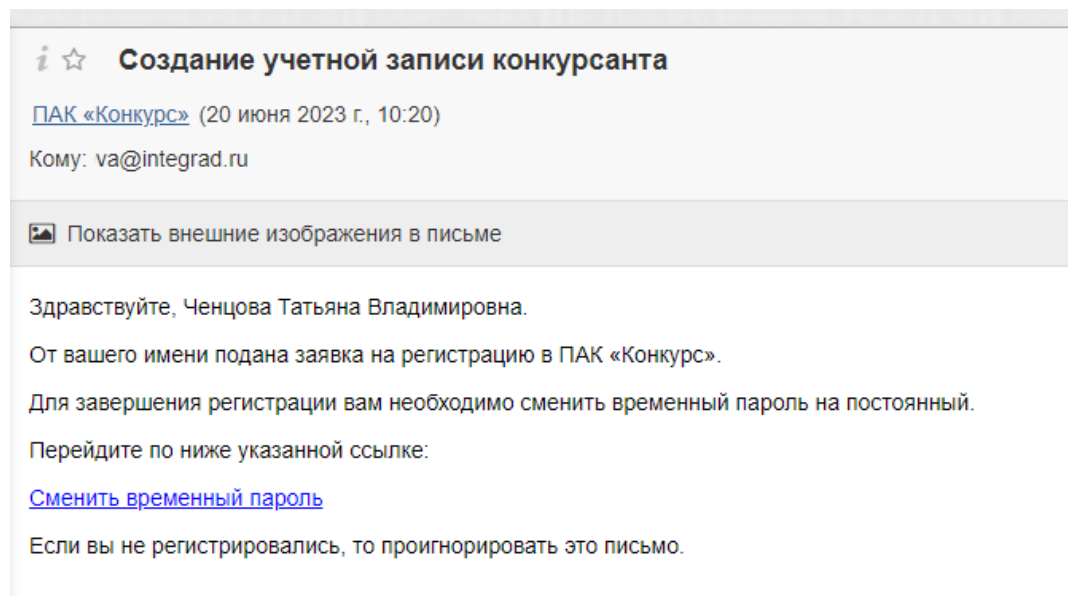 Создание учетной записи конкурсанта
ПАК «Конкурс» (20 июня 2023 г., 10:20)
Кому: va@integrad.ru
Показать внешние изображения в письме
Здравствуйте, Ченцова Татьяна Владимировна.
От вашего имени подана заявка на регистрацию в ПАК «Конкурс».
Для завершения регистрации вам необходимо сменить временный пароль на постоянный.
Перейдите по ниже указанной ссылке:
Сменить временный пароль
Если вы не регистрировались, то проигнорировать это письмо.